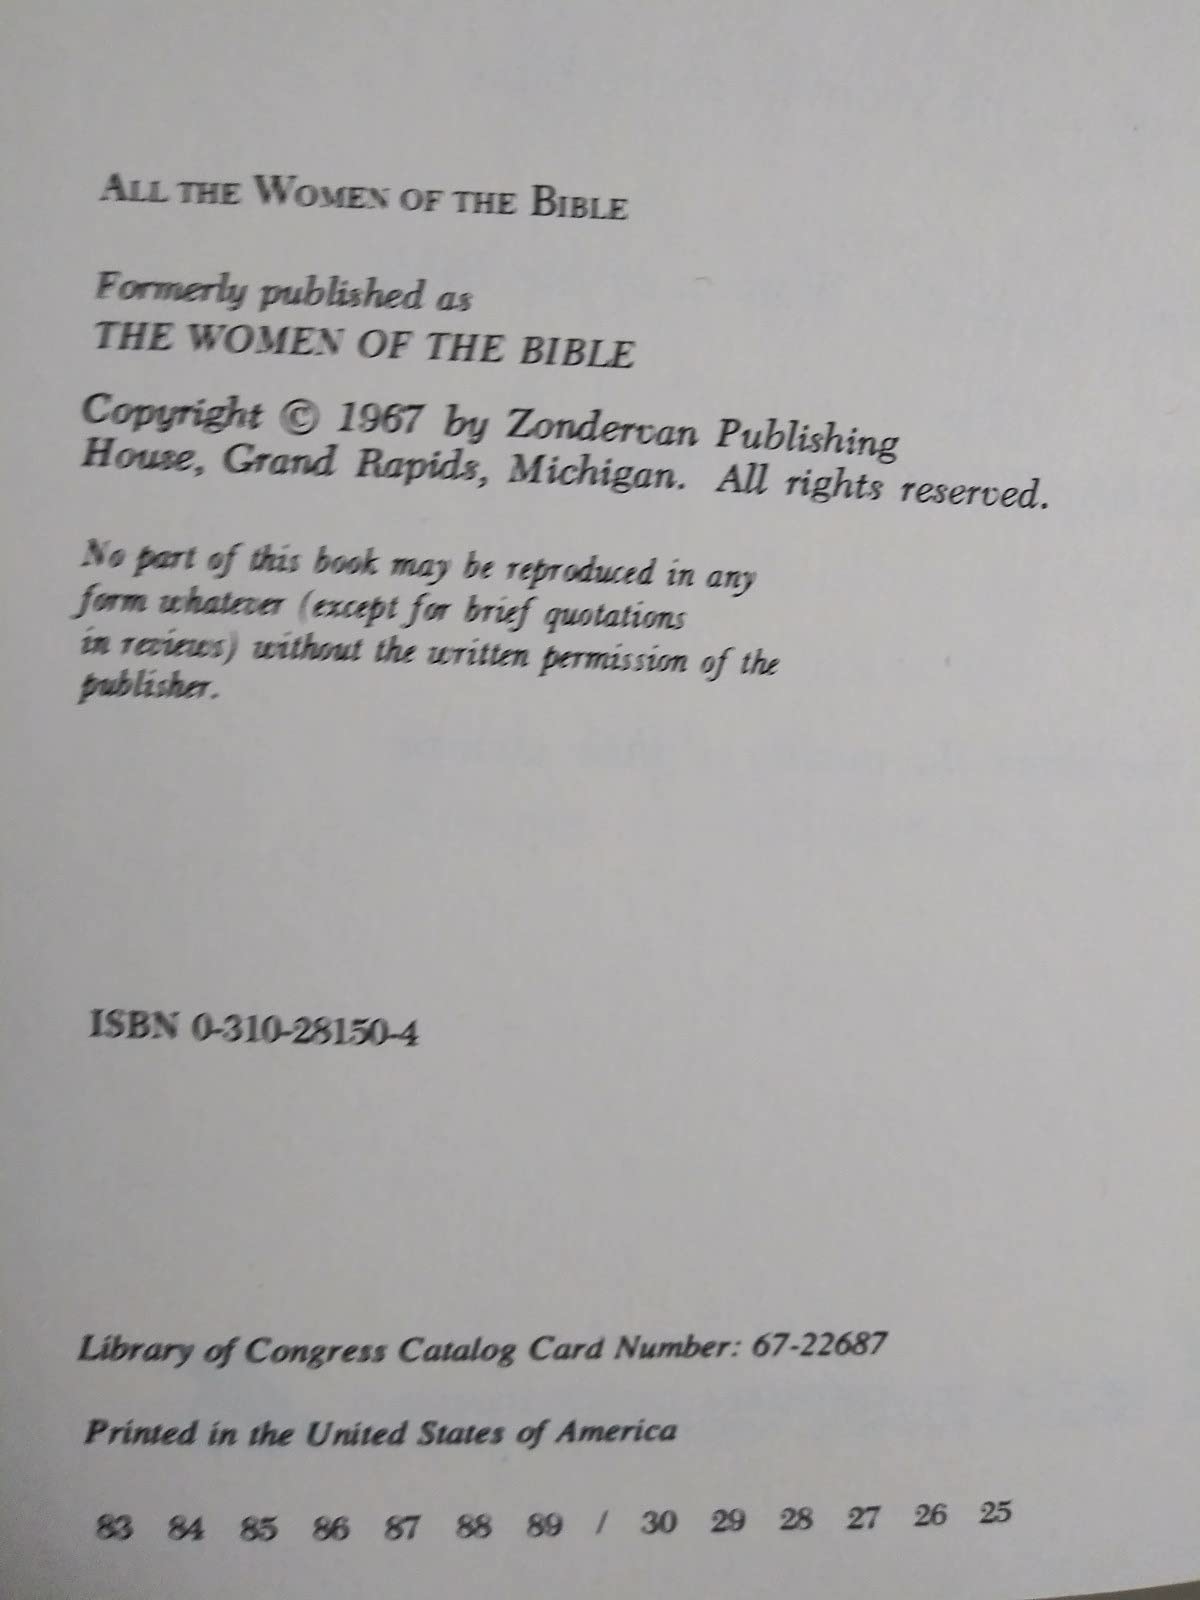 ALL THE WOMEN OF THE BIBLE
Formerly published as
THE WOMEN OF THE BIBLE
Copyright © 1967 by Zondervan Publishing
House, Grand Rapids, Michigan. All rights reserved.
No part of this book may be reproduced in any
form whatever (except for brief quotations
in reviews) without the written permission of the
publisher.
ISBN 0-310-28150-4
Library of Congress Catalog Card Number: 67-22687
Printed in the United States of America
83 84 85 86 87 88 89 / 30 29 28 27 26 25